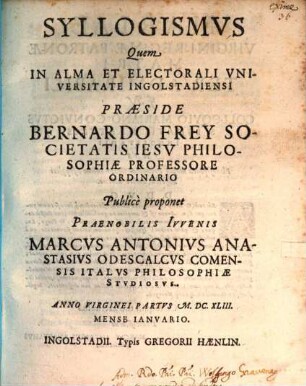 SYLLOGISMVS
Quem
IN ALMA ET ELECTORALI VNI-
VERSITATE INGOLSTADIENSI
PRÆSIDE
BERNARDO FREY SO-
CIETATIS IESV PHILO-
SOPHIÆ PROFESSORE
ORDINARIO
Publicè proponet
PRAENOBILIS IVVENIS
MARCVS ANTONIVS ANA-
STASIVS ODESCALCVS COMEN-
SIS ITALVS PHILOSOPHIÆ
STVDIOSVS.
ANNO VIRGINEI PARTVS M. DC. XLIII.
MENSE IANVARIO.
INGOLSTADII. Typis GREGORII HÆNLIN.